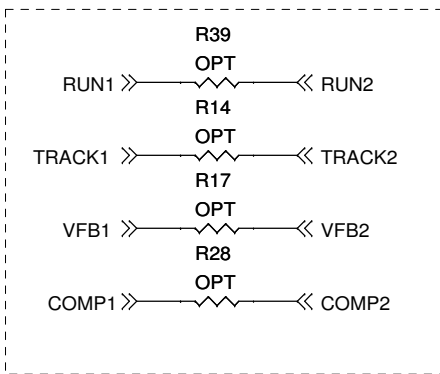 R39
OPT
RUN1 RUN2
R14
OPT
TRACK1 TRACK2
R17
OPT
VFB1 VFB2
R28
OPT
COMP1 COMP2